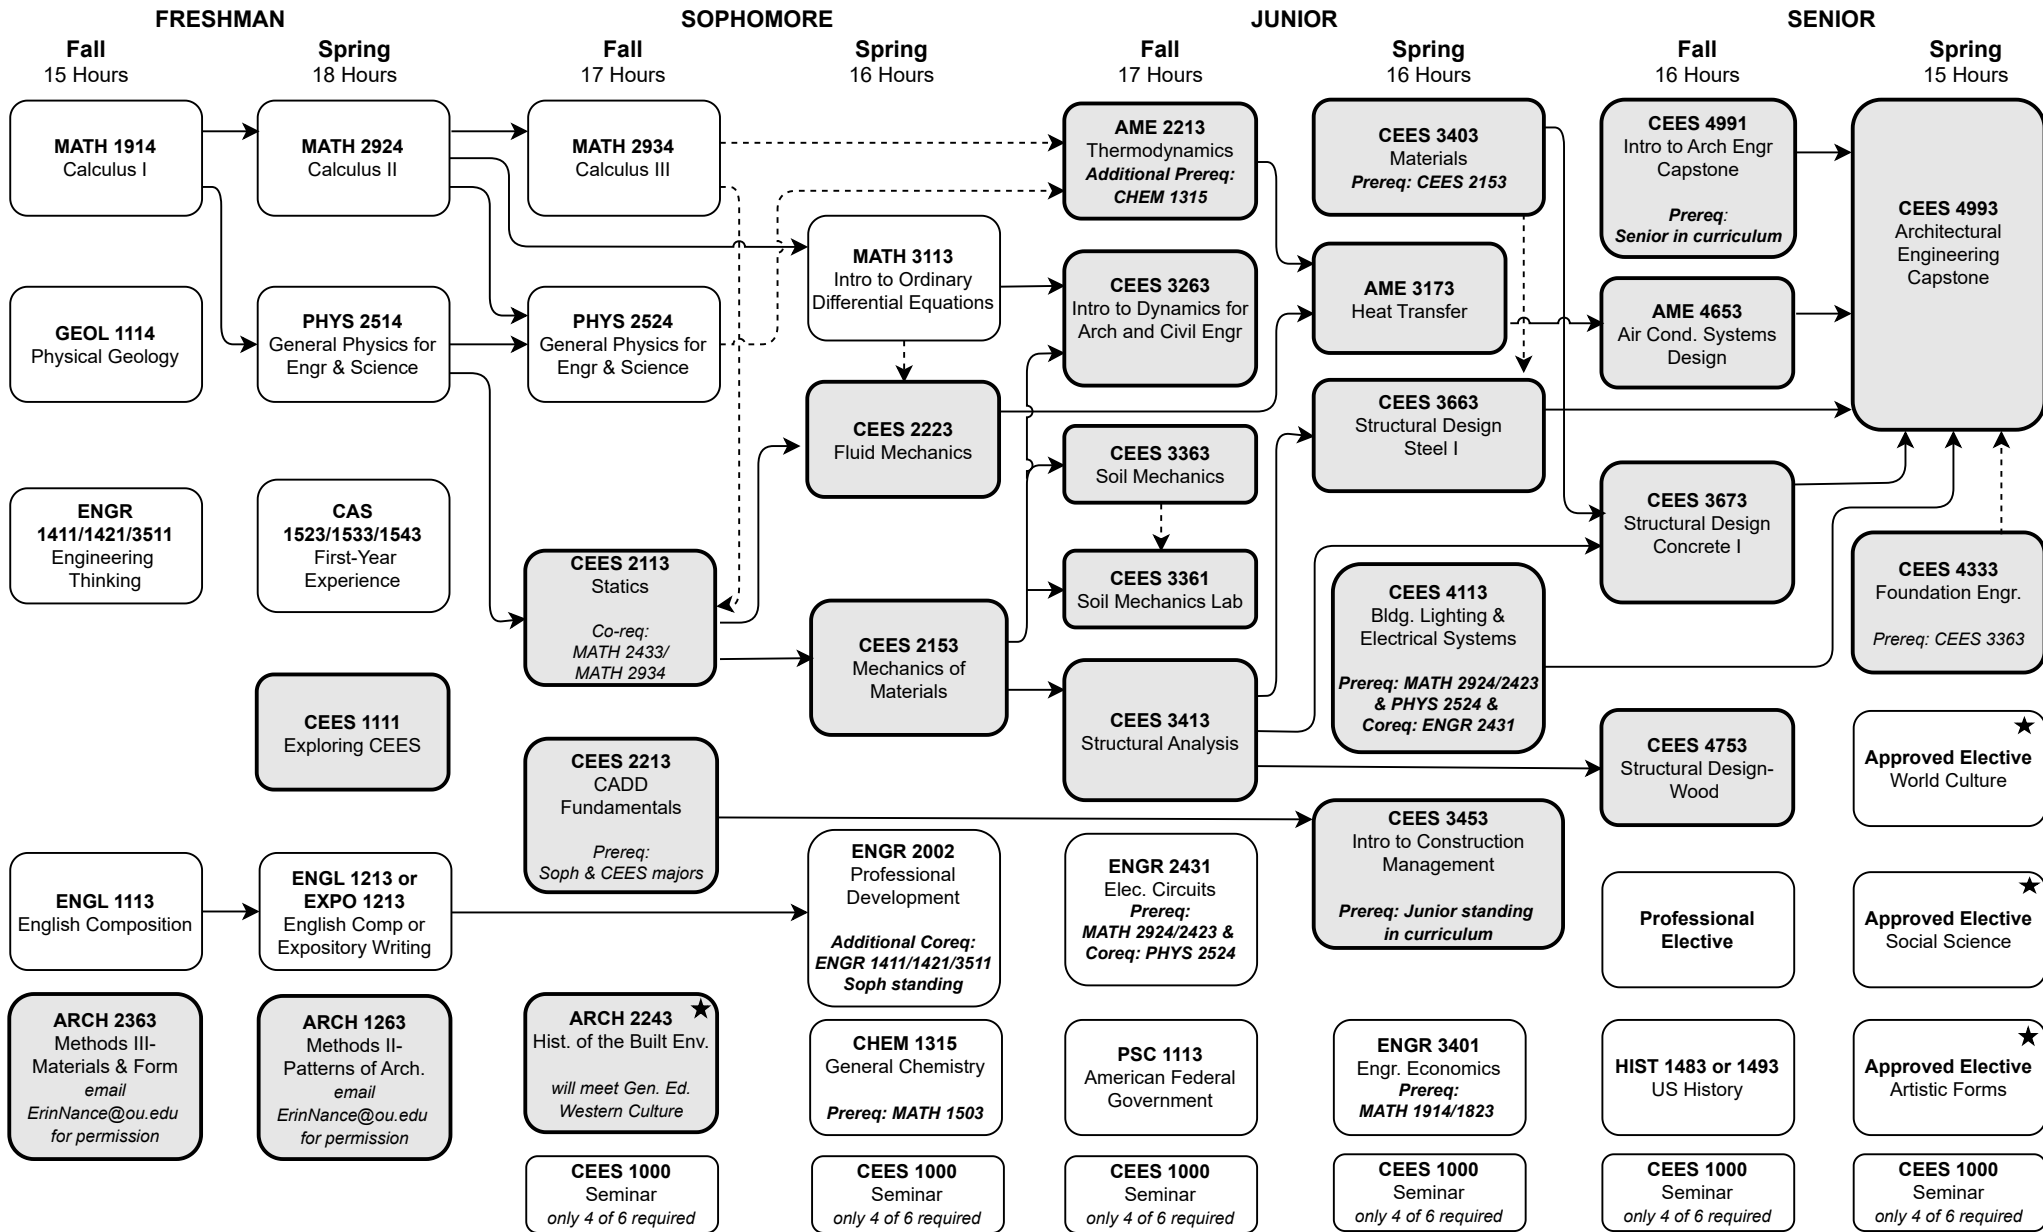 FRESHMAN
SOPHOMORE
JUNIOR
SENIOR
Fall
15 Hours
Spring
18 Hours
Fall
17 Hours
Spring
16 Hours
Fall
17 Hours
Spring
16 Hours
Fall
16 Hours
Spring
15 Hours
MATH 1914
Calculus I
GEOL 1114
Physical Geology
ENGR
1411/1421/3511
Engineering
Thinking
ENGL 1113
English Composition
ARCH 2363
Methods III-
Materials & Form
email
ErinNance@ou.edu
for permission
MATH 2924
Calculus II
PHYS 2514
General Physics for
Engr & Science
CAS
1523/1533/1543
First-Year
Experience
CEES 1111
Exploring CEES
ENGL 1213 or
EXPO 1213
English Comp or
Expository Writing
ARCH 1263
Methods II-
Patterns of Arch.
email
ErinNance@ou.edu
for permission
MATH 2934
Calculus III
PHYS 2524
General Physics for
Engr & Science
CEES 2113
Statics
Co-req:
MATH 2433/
MATH 2934
CEES 2213
CADD
Fundamentals
Prereq:
Soph & CEES majors
ARCH 2243
Hist. of the Built Env.
will meet Gen. Ed.
Western Culture
CEES 1000
Seminar
only 4 of 6 required
MATH 3113
Intro to Ordinary
Differential Equations
CEES 2223
Fluid Mechanics
CEES 2153
Mechanics of
Materials
ENGR 2002
Professional
Development
Additional Coreq:
ENGR 1411/1421/3511
Soph standing
CHEM 1315
General Chemistry
Prereq: MATH 1503
CEES 1000
Seminar
only 4 of 6 required
AME 2213
Thermodynamics
Additional Prereq:
CHEM 1315
CEES 3263
Intro to Dynamics for
Arch and Civil Engr
CEES 3363
Soil Mechanics
CEES 3361
Soil Mechanics Lab
CEES 3413
Structural Analysis
ENGR 2431
Elec. Circuits
Prereq:
MATH 2924/2423 &
Coreq: PHYS 2524
PSC 1113
American Federal
Government
CEES 1000
Seminar
only 4 of 6 required
CEES 3403
Materials
Prereq: CEES 2153
AME 3173
Heat Transfer
CEES 3663
Structural Design
Steel I
CEES 4113
Bldg. Lighting &
Electrical Systems
Prereq: MATH 2924/2423
& PHYS 2524 &
Coreq: ENGR 2431
CEES 3453
Intro to Construction
Management
Prereq: Junior standing
in curriculum
ENGR 3401
Engr. Economics
Prereq:
MATH 1914/1823
CEES 1000
Seminar
only 4 of 6 required
CEES 4991
Intro to Arch Engr
Capstone
Prereq:
Senior in curriculum
AME 4653
Air Cond. Systems
Design
CEES 3673
Structural Design
Concrete I
CEES 4753
Structural Design-
Wood
Professional
Elective
HIST 1483 or 1493
US History
CEES 1000
Seminar
only 4 of 6 required
CEES 4993
Architectural
Engineering
Capstone
CEES 4333
Foundation Engr.
Prereq: CEES 3363
Approved Elective
World Culture
Approved Elective
Social Science
Approved Elective
Artistic Forms
CEES 1000
Seminar
only 4 of 6 required